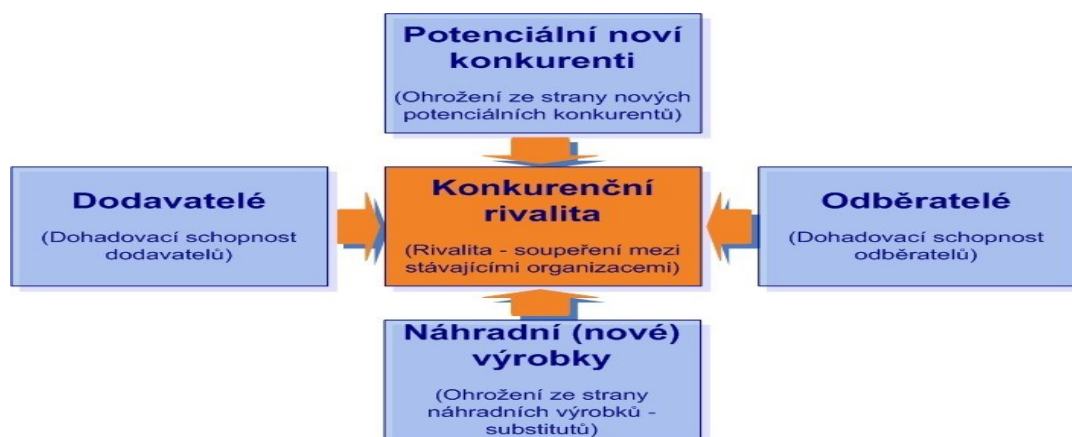 Potenciální noví
konkurenti
(Ohrožení ze strany nových
potenciálních konkurentů)
Dodavatelé
(Dohadovací schopnost
dodavatelů)
Konkurenční
rivalita
(Rivalita - soupeření mezi
stávajícími organizacemi)
Odběratelé
(Dohadovací schopnost
odběratelů)
Náhradní (nové)
výrobky
(Ohrožení ze strany
náhradních výrobků -
substitutů)